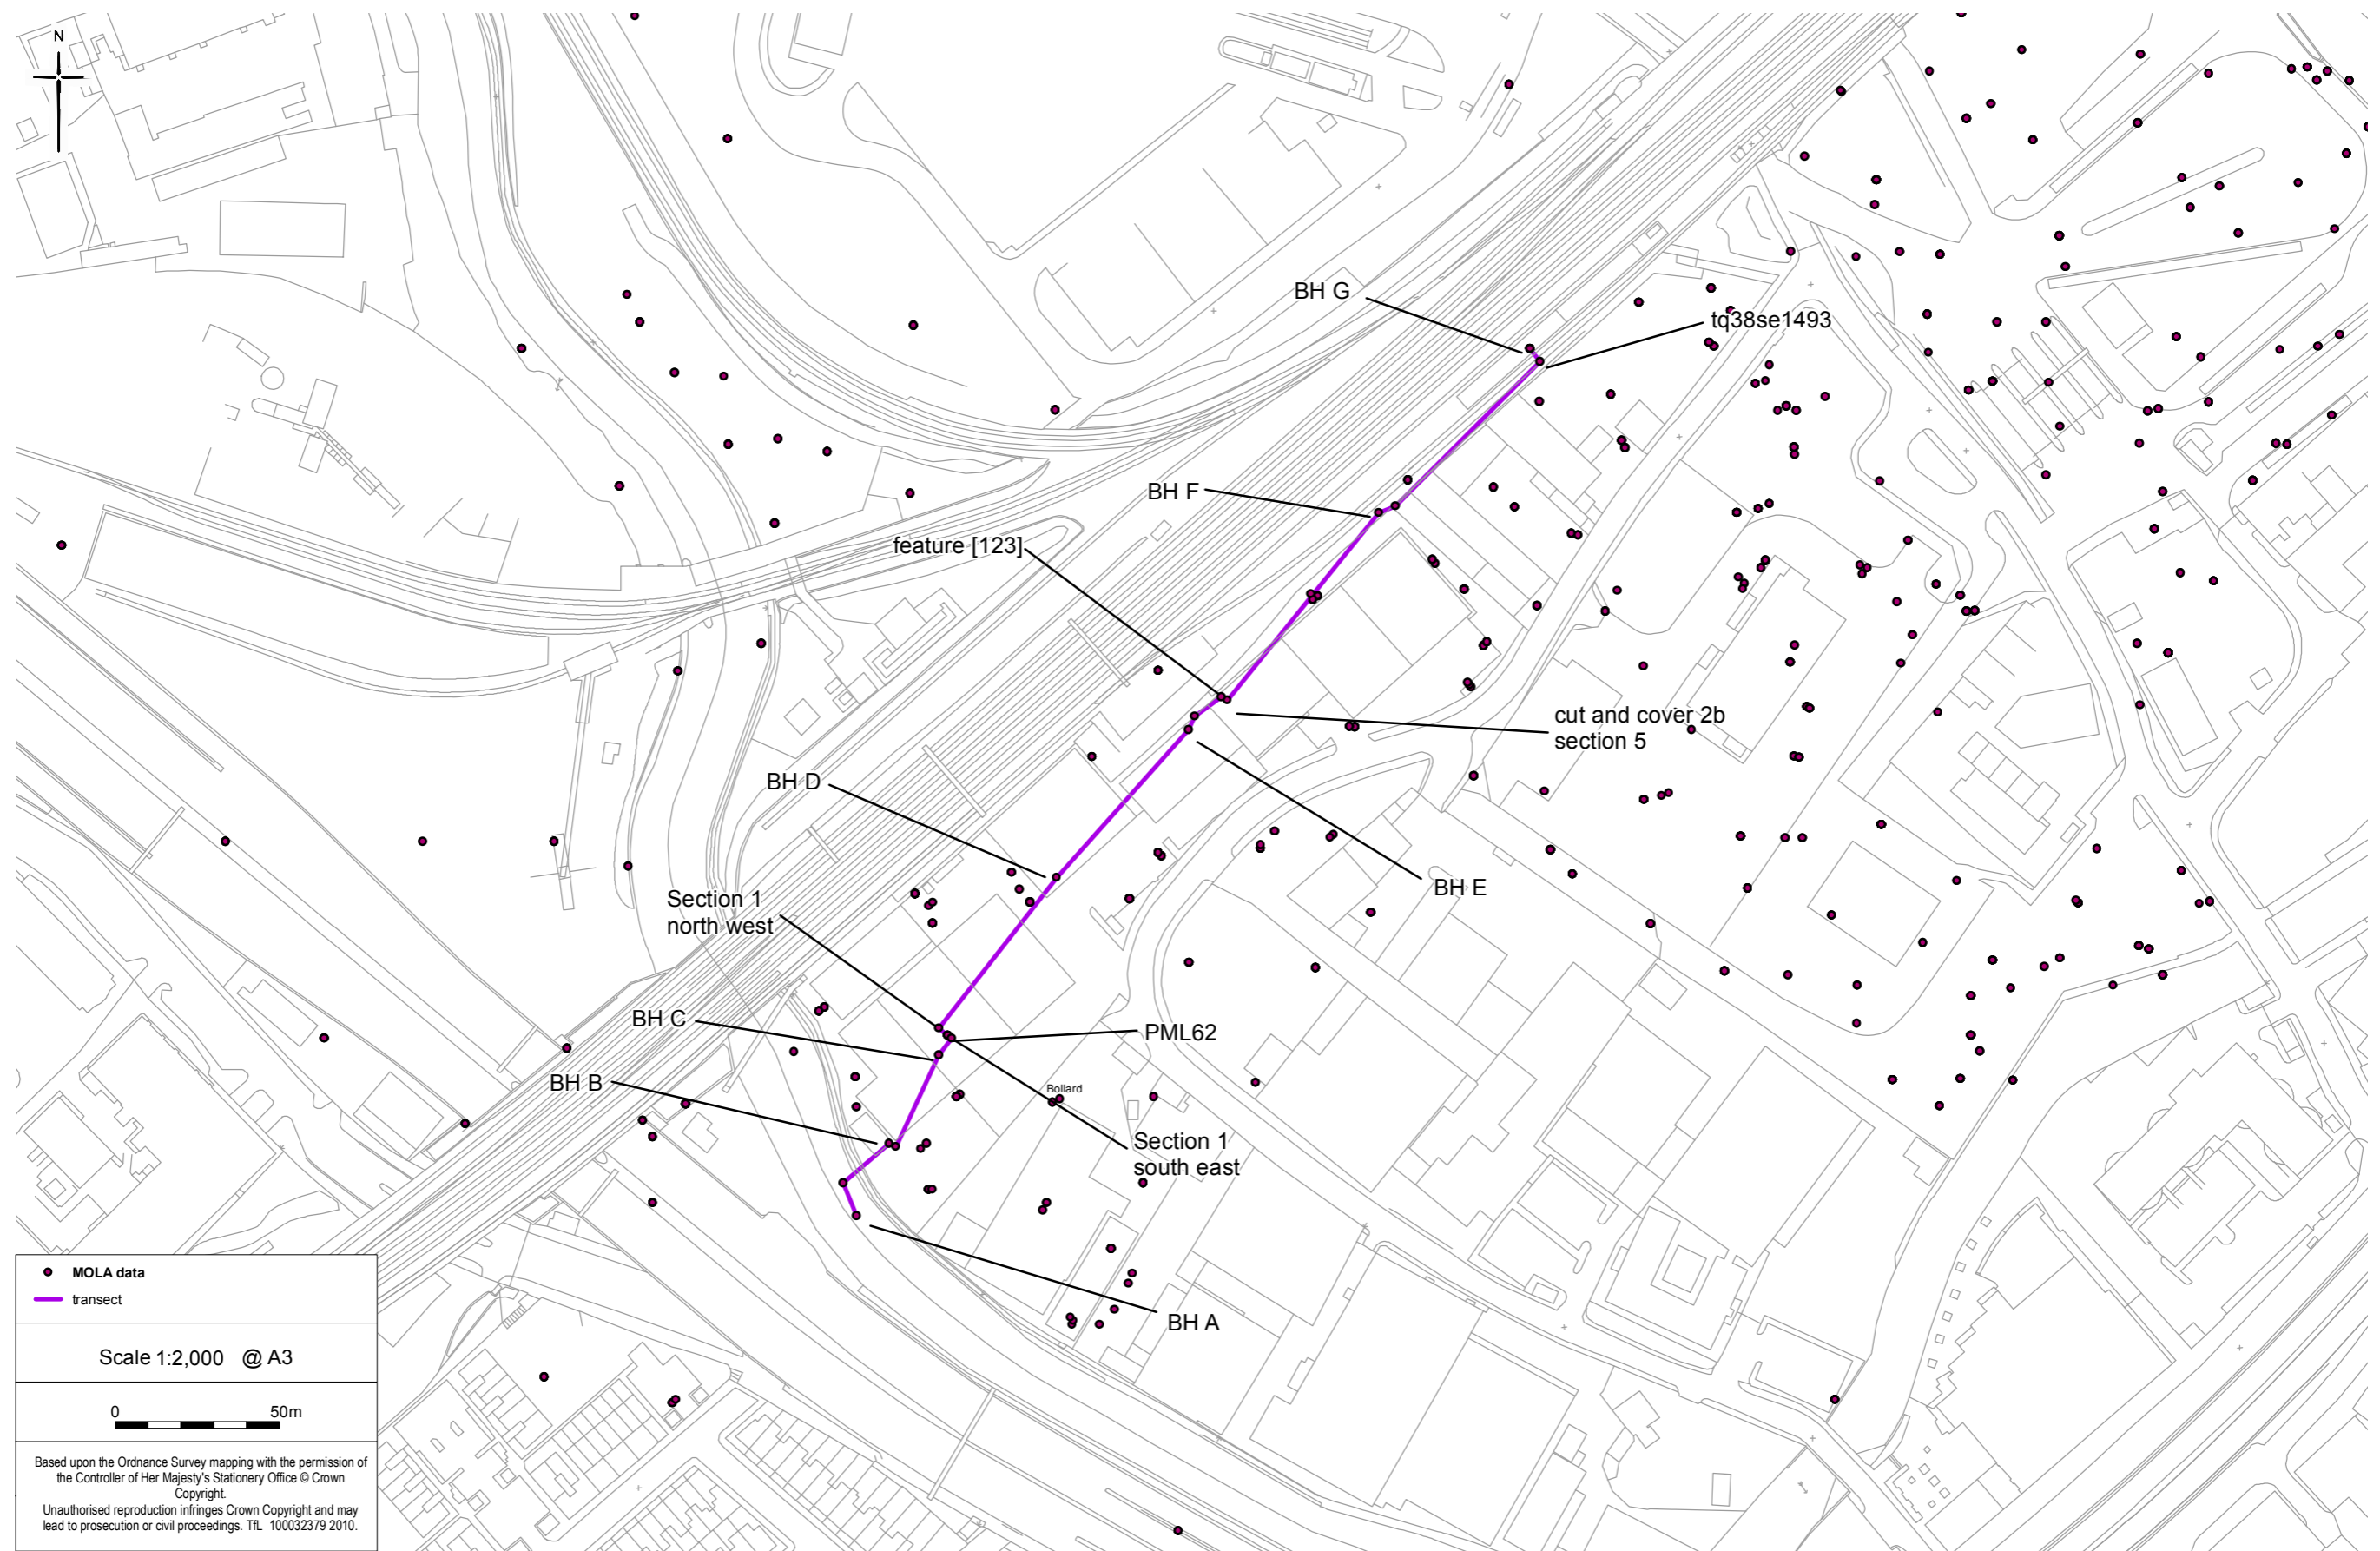 N
BH G
tq38se1493
BH F
feature [123]
cut and cover 2b
section 5
BH D
BH E
Section 1
north west
BH C
PML62
BH B
Bollard
Section 1
south east
BH A
MOLA data
transect
Scale 1:2,000 @ A3
0 50m
Based upon the Ordnance Survey mapping with the permission of
the Controller of Her Majesty's Stationery Office © Crown
Copyright.
Unauthorised reproduction infringes Crown Copyright and may
lead to prosecution or civil proceedings. TfL 100032379 2010.